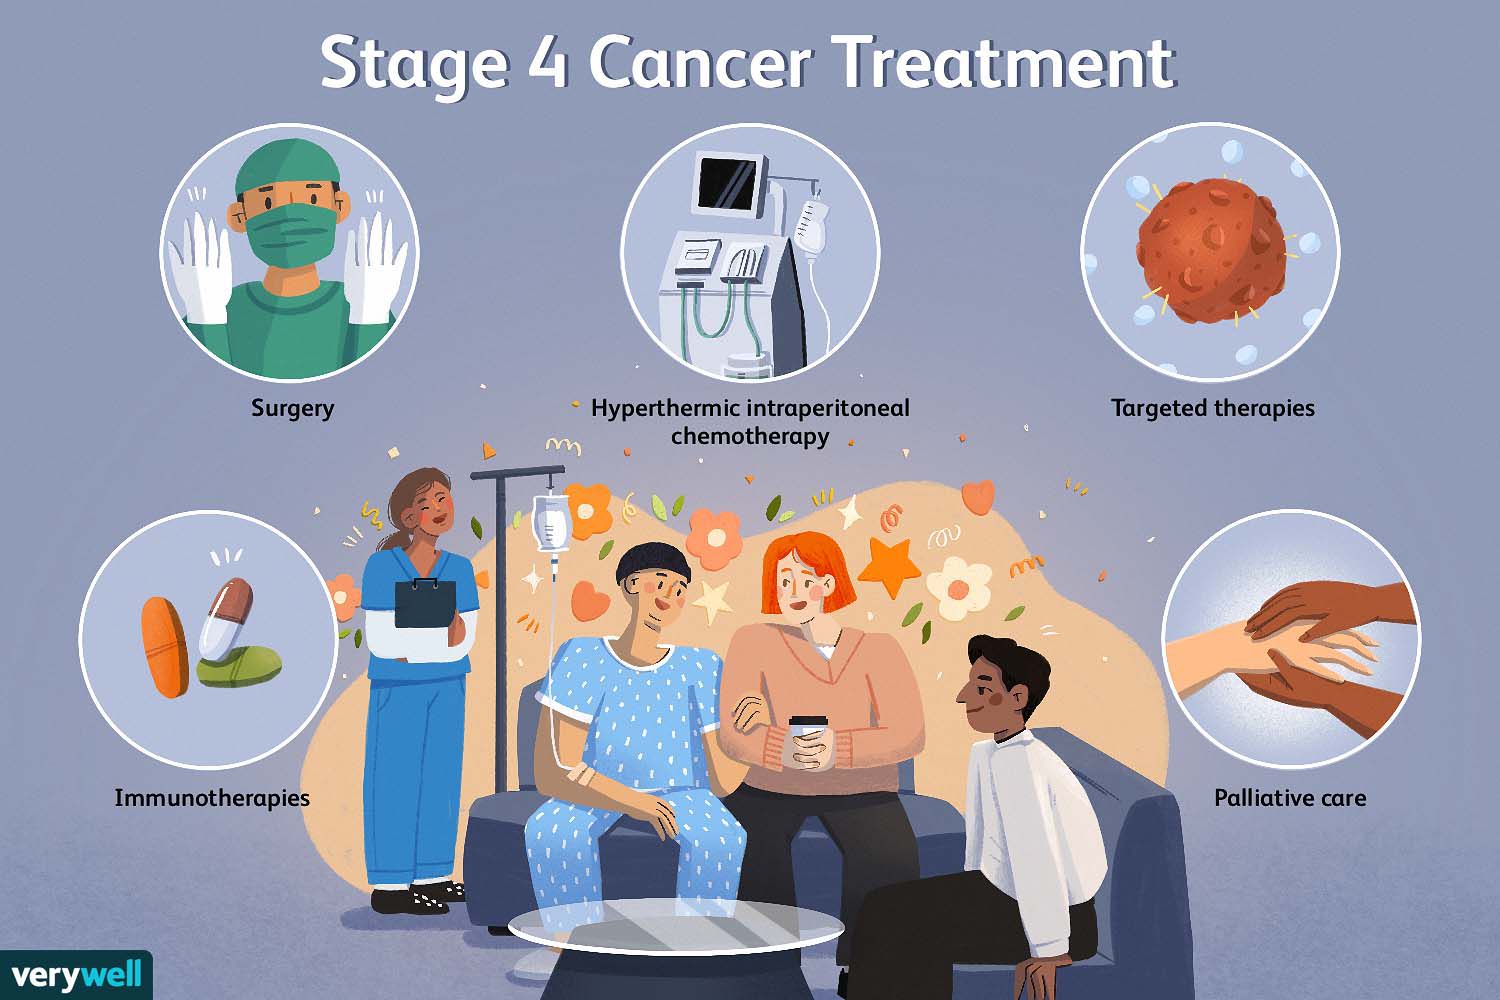 Stage 4 Cancer Treatment
Surgery
Hyperthermic intraperitoneal
chemotherapy
Targeted therapies
Immunotherapies
Palliative care
verywell